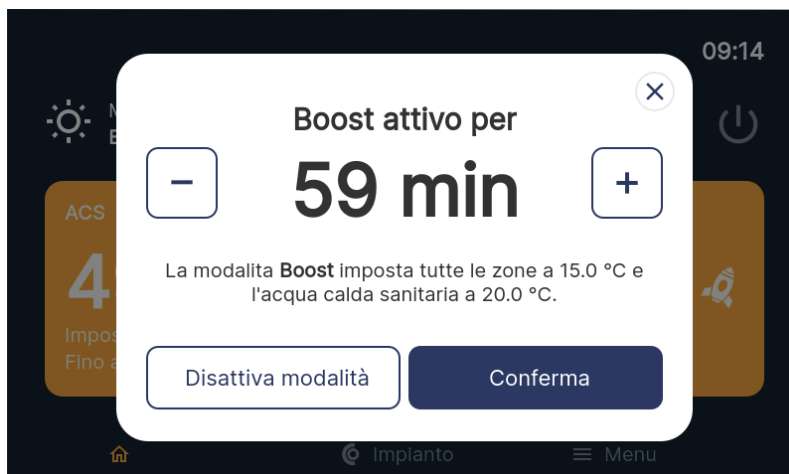 09:14
Boost attivo per
− 59 min +
ACS
La modalita Boost imposta tutte le zone a 15.0 °C e
l'acqua calda sanitaria a 20.0 °C.
Fino
Disattiva modalità Conferma
Impianto Menu